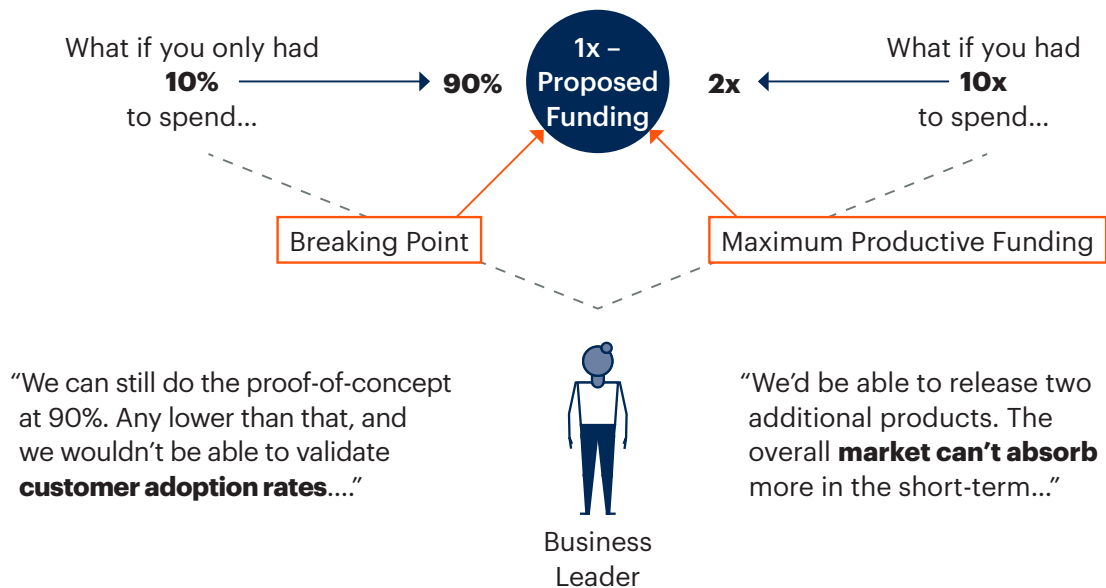 What if you only had
10%
to spend...
90%
1x –
Proposed
Funding
2x
What if you had
10x
to spend...
Breaking Point
Maximum Productive Funding
“We can still do the proof-of-concept
at 90%. Any lower than that, and
we wouldn’t be able to validate
customer adoption rates....”
“We’d be able to release two
additional products. The
overall market can’t absorb
more in the short-term...”
Business
Leader